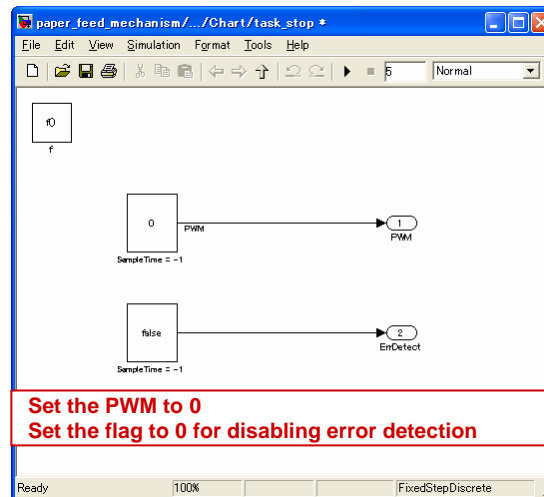 paper_feed_mechanism/.../Chart/task_stop *
File Edit View Simulation Format Tools Help
5 Normal
f()
f
0
PWM
1
PWM
SampleTime = -1
false
2
ErrDetect
SampleTime = -1
Set the PWM to 0
Set the flag to 0 for disabling error detection
Ready 100% FixedStepDiscrete